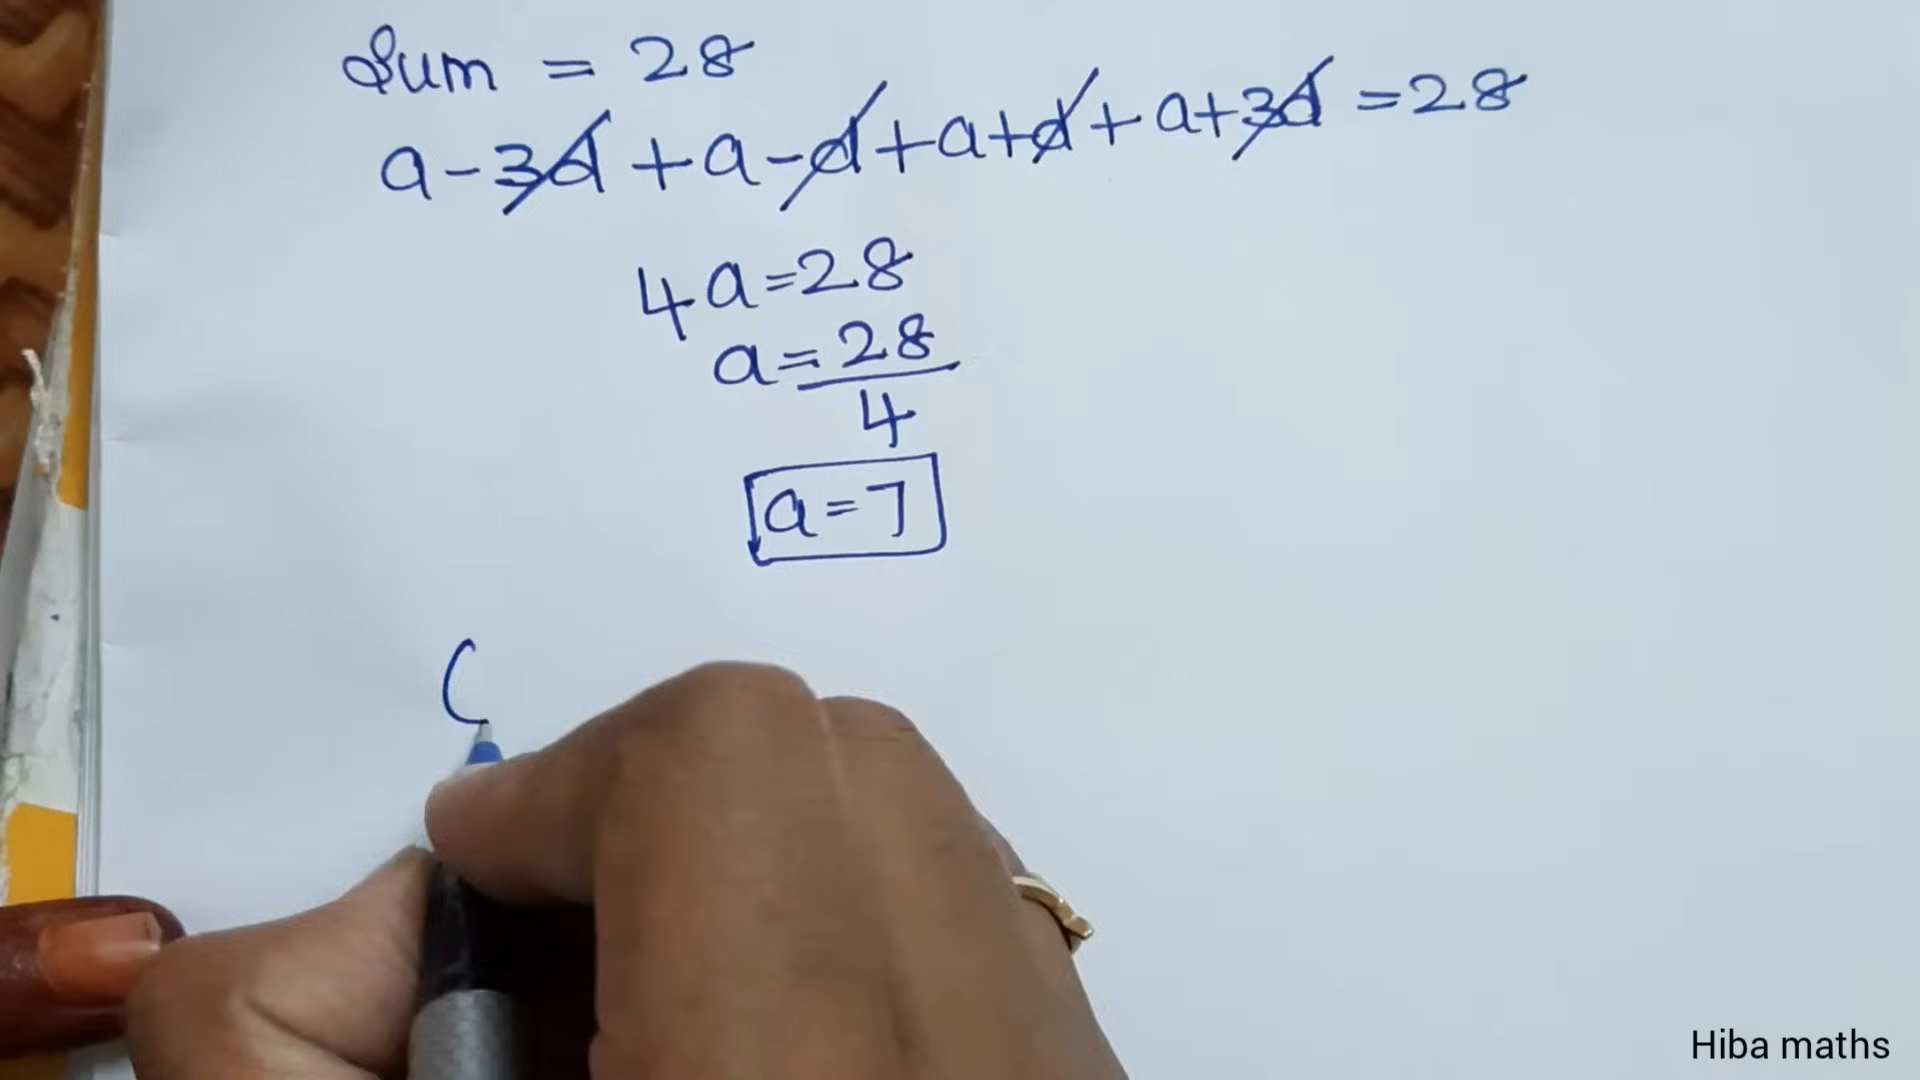 Sum = 28
a-3d+a-d+a+d+a+3d=28
4a=28
a=28
4
a=7
(
Hiba maths